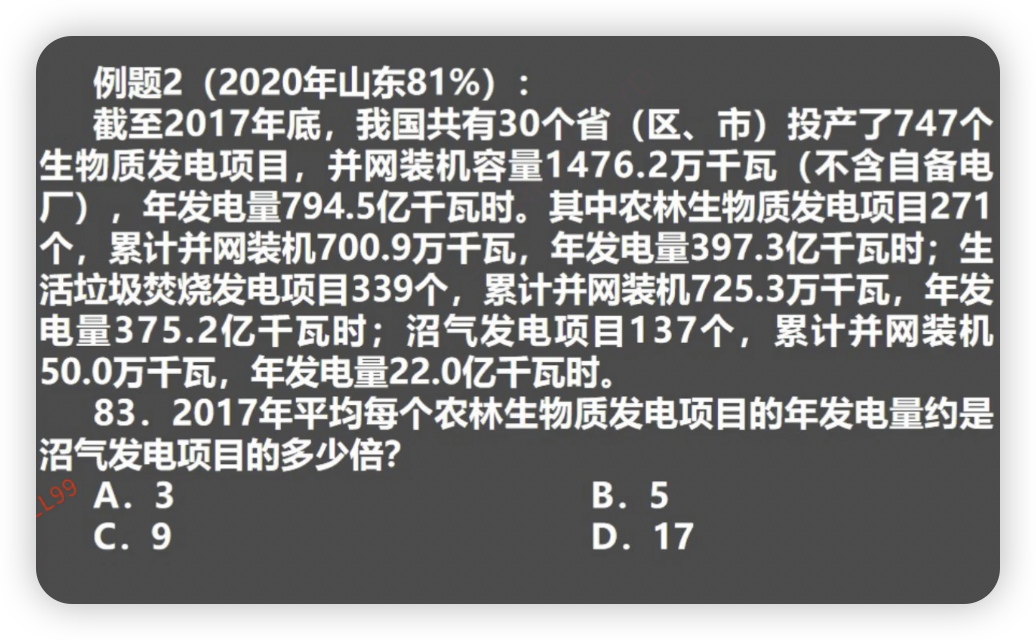 例题2（2020年山东81%）：
截至2017年底，我国共有30个省（区、市）投产了747个
生物质发电项目，并网装机容量1476.2万千瓦（不含自备电
厂），年发电量794.5亿千瓦时。其中农林生物质发电项目271
个，累计并网装机700.9万千瓦，年发电量397.3亿千瓦时；生
活垃圾焚烧发电项目339个，累计并网装机725.3万千瓦，年发
电量375.2亿千瓦时；沼气发电项目137个，累计并网装机
50.0万千瓦，年发电量22.0亿千瓦时。
83．2017年平均每个农林生物质发电项目的年发电量约是
沼气发电项目的多少倍？
A．3 B．5
C．9 D．17